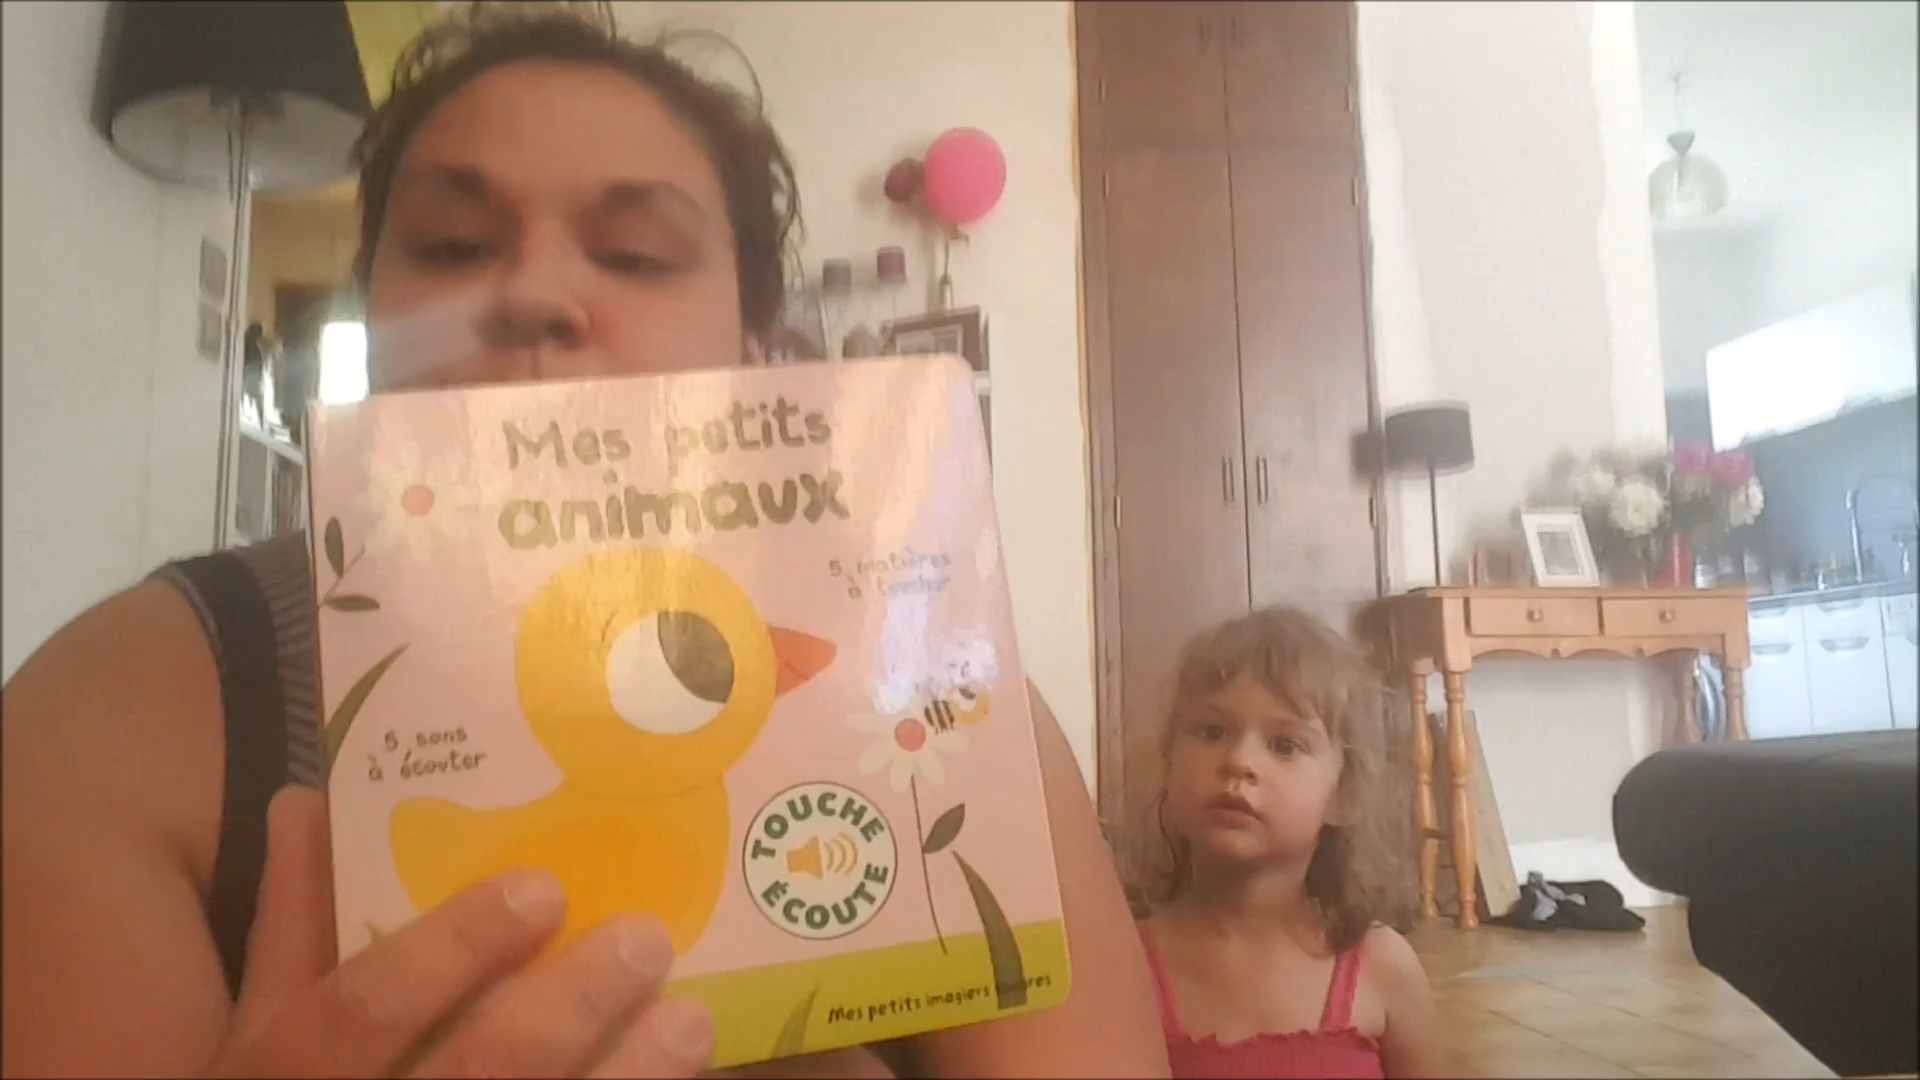 Mes petits
animaux
5 matières
à toucher
5 sons
à écouter
TOUCHE
ÉCOUTE
Mes petits imagiers sonores